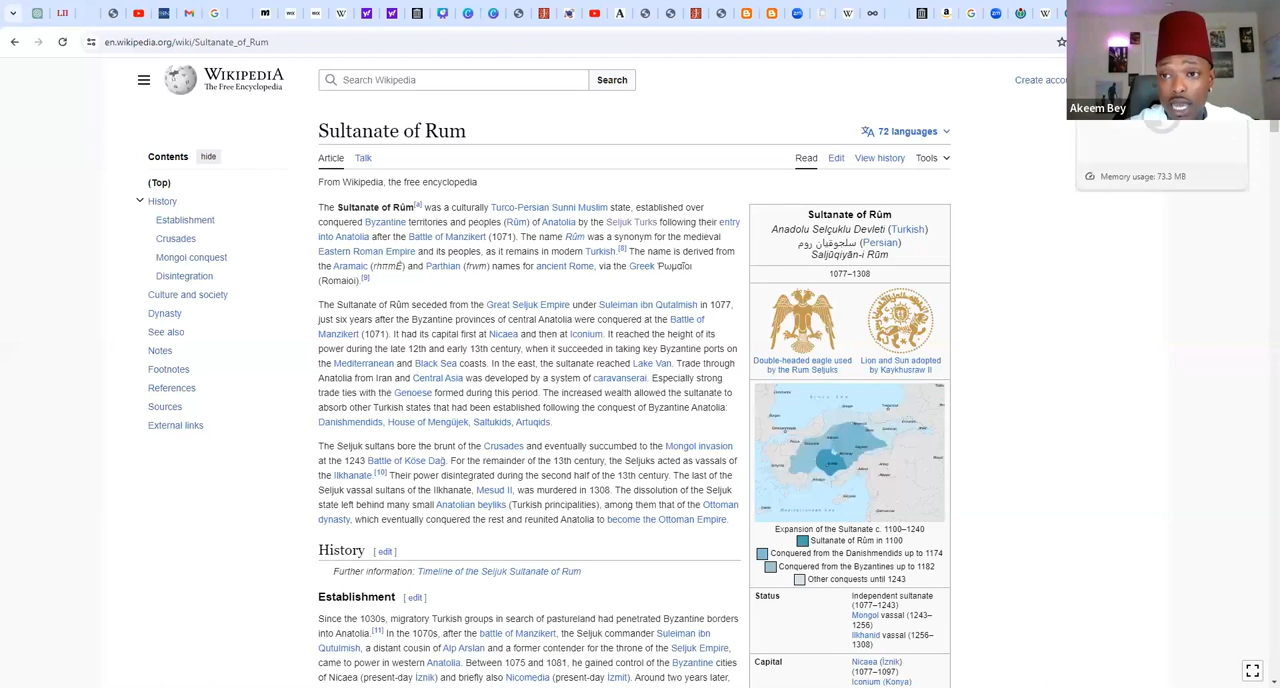 en.wikipedia.org/wiki/Sultanate_of_Rum
WIKIPEDIA
The Free Encyclopedia
Search Wikipedia
Search
Create accou
Akeem Bey
Memory usage: 73.3 MB
Contents
hide
(Top)
History
Establishment
Crusades
Mongol conquest
Disintegration
Culture and society
Dynasty
See also
Notes
Footnotes
References
Sources
External links
Sultanate of Rum
72 languages
Article Talk
Read Edit View history Tools
From Wikipedia, the free encyclopedia
The Sultanate of Rûm[a] was a culturally Turco-Persian Sunni Muslim state, established over
conquered Byzantine territories and peoples (Rûm) of Anatolia by the Seljuk Turks following their entry
into Anatolia after the Battle of Manzikert (1071). The name Rûm was a synonym for the medieval
Eastern Roman Empire and its peoples, as it remains in modern Turkish.[8] The name is derived from
the Aramaic (rhπmÈ) and Parthian (frwm) names for ancient Rome, via the Greek Ῥωμαῖοι
(Romaioi).[9]
The Sultanate of Rûm seceded from the Great Seljuk Empire under Suleiman ibn Qutalmish in 1077,
just six years after the Byzantine provinces of central Anatolia were conquered at the Battle of
Manzikert (1071). It had its capital first at Nicaea and then at Iconium. It reached the height of its
power during the late 12th and early 13th century, when it succeeded in taking key Byzantine ports on
the Mediterranean and Black Sea coasts. In the east, the sultanate reached Lake Van. Trade through
Anatolia from Iran and Central Asia was developed by a system of caravanserai. Especially strong
trade ties with the Genoese formed during this period. The increased wealth allowed the sultanate to
absorb other Turkish states that had been established following the conquest of Byzantine Anatolia:
Danishmendids, House of Mengüjek, Saltukids, Artuqids.
The Seljuk sultans bore the brunt of the Crusades and eventually succumbed to the Mongol invasion
at the 1243 Battle of Köse Dağ. For the remainder of the 13th century, the Seljuks acted as vassals of
the Ilkhanate.[10] Their power disintegrated during the second half of the 13th century. The last of the
Seljuk vassal sultans of the Ilkhanate, Mesud II, was murdered in 1308. The dissolution of the Seljuk
state left behind many small Anatolian beyliks (Turkish principalities), among them that of the Ottoman
dynasty, which eventually conquered the rest and reunited Anatolia to become the Ottoman Empire.
History [ edit ]
Further information: Timeline of the Seljuk Sultanate of Rum
Establishment [ edit ]
Since the 1030s, migratory Turkish groups in search of pastureland had penetrated Byzantine borders
into Anatolia.[11] In the 1070s, after the battle of Manzikert, the Seljuk commander Suleiman ibn
Qutulmish, a distant cousin of Alp Arslan and a former contender for the throne of the Seljuk Empire,
came to power in western Anatolia. Between 1075 and 1081, he gained control of the Byzantine cities
of Nicaea (present-day İznik) and briefly also Nicomedia (present-day İzmit). Around two years later,
Sultanate of Rûm
Anadolu Selçuklu Devleti (Turkish)
سلجوقیان روم (Persian)
Saljûqiyân-i Rûm
1077–1308
Double-headed eagle used
by the Rum Seljuks
Lion and Sun adopted
by Kaykhusraw II
Expansion of the Sultanate c. 1100–1240
Sultanate of Rûm in 1100
Conquered from the Danishmendids up to 1174
Conquered from the Byzantines up to 1182
Other conquests until 1243
Status Independent sultanate
(1077–1243)
Mongol vassal (1243–
1256)
Ilkhanid vassal (1256–
1308)
Capital Nicaea (İznik)
(1077–1097)
Iconium (Konya)